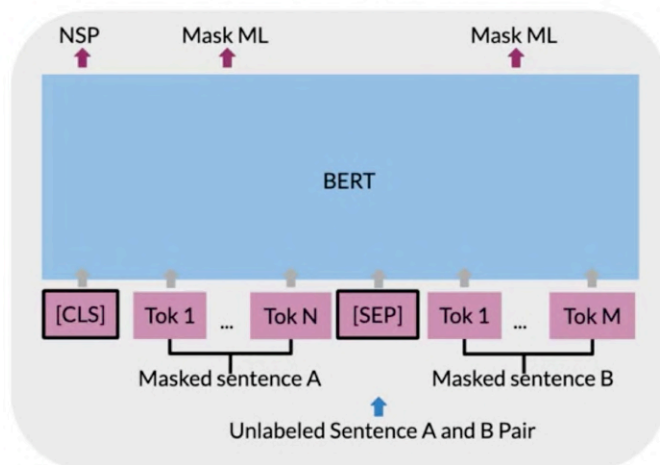 NSP Mask ML Mask ML
BERT
[CLS] Tok 1 ... Tok N [SEP] Tok 1 ... Tok M
Masked sentence A Masked sentence B
Unlabeled Sentence A and B Pair